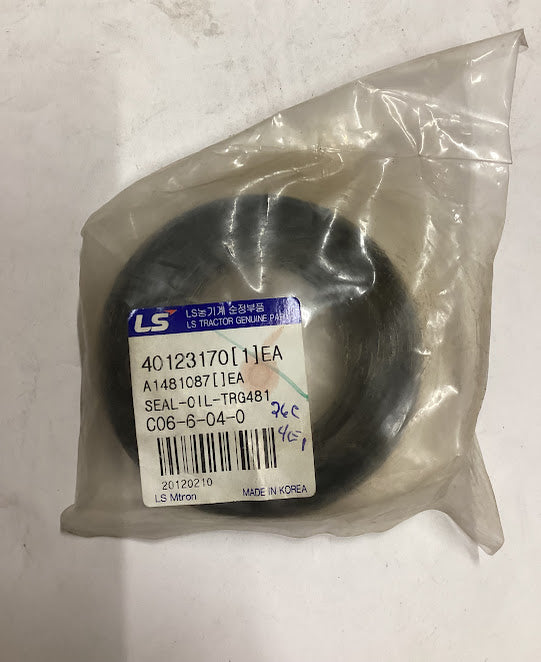 LS
LS농기계 순정부품
LS TRACTOR GENUINE PA
40123170[1]EA
A1481087[]EA
SEAL-OIL-TRG481
C06-6-04-0
20120210
LS Mtron MADE IN KOREA